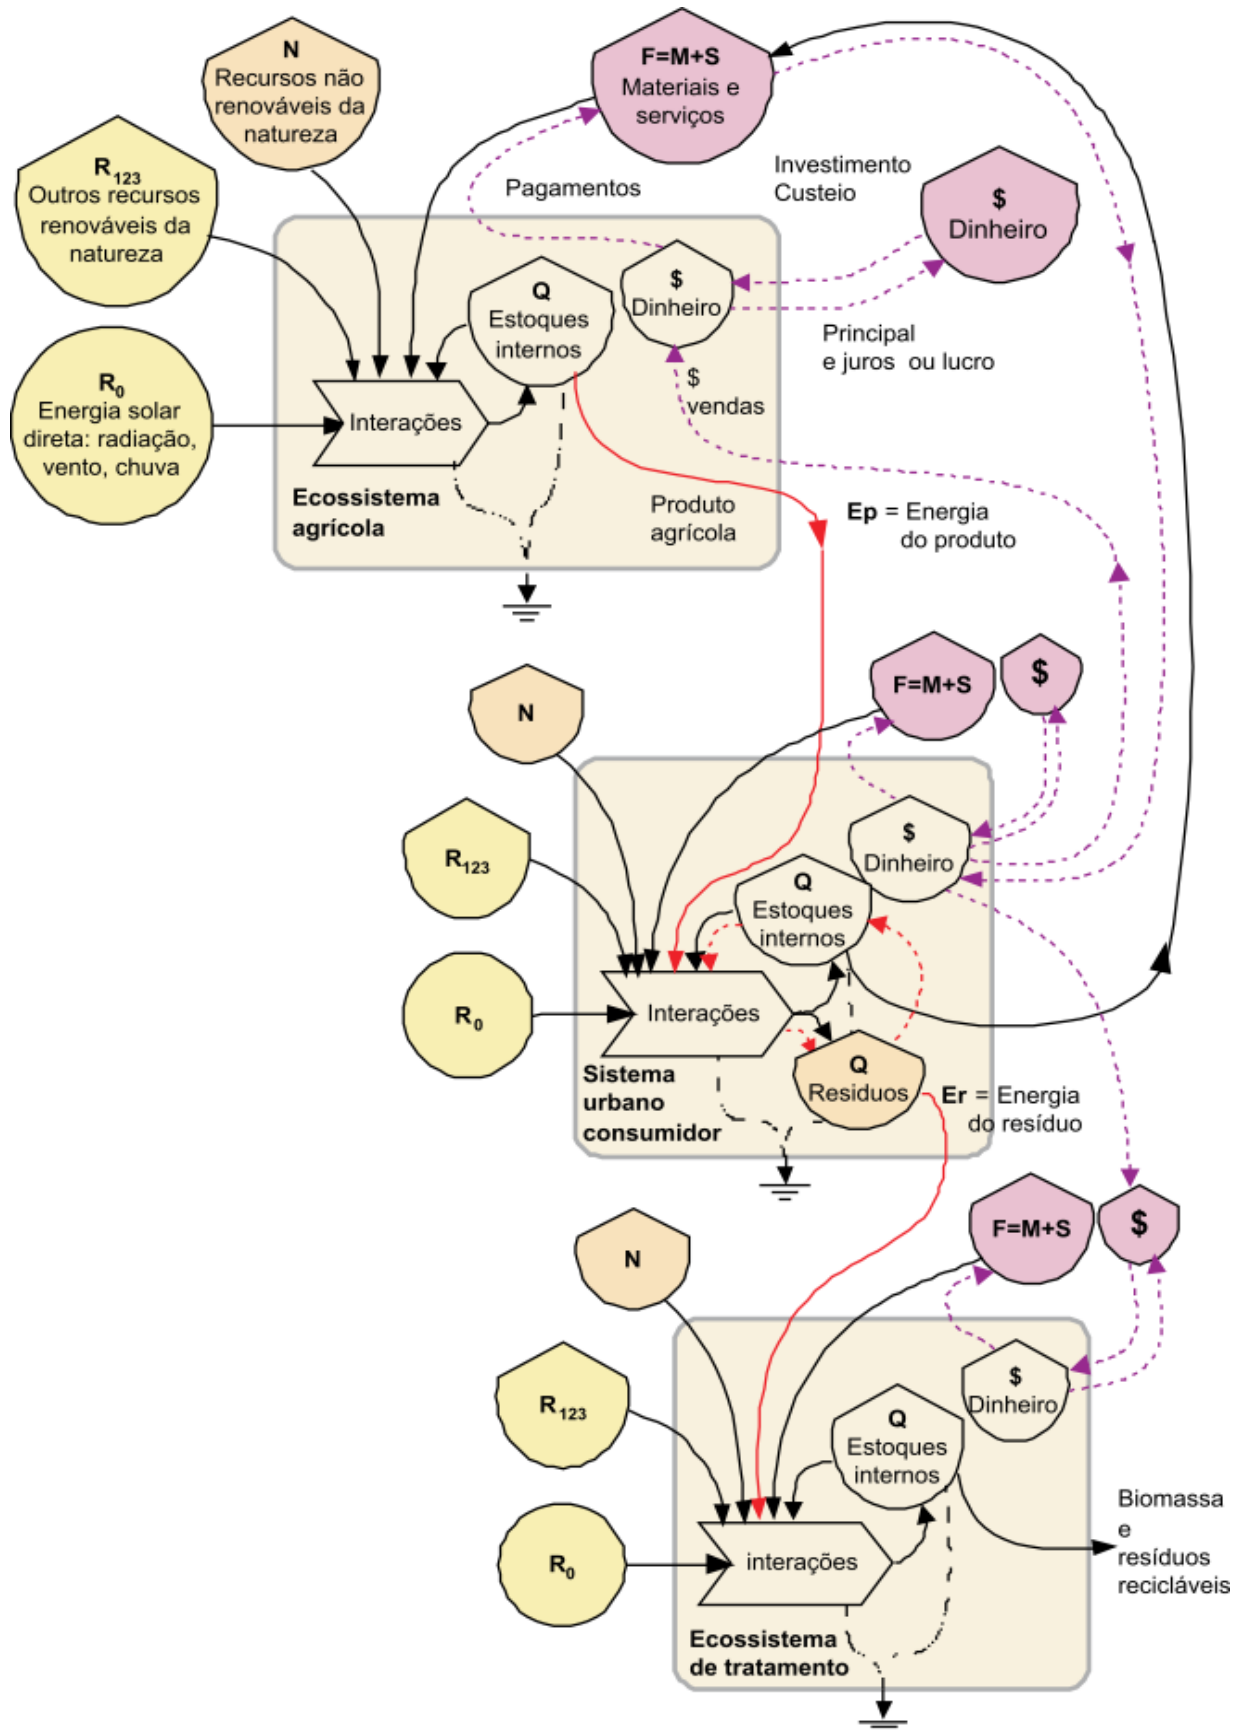 N
Recursos não
renováveis da
natureza
F=M+S
Materiais e
serviços
R123
Outros recursos
renováveis da
natureza
Pagamentos
Investimento
Custeio
$
Dinheiro
Q
Estoques
internos
$
Dinheiro
Principal
e juros ou lucro
R0
Energia solar
direta: radiação,
vento, chuva
Interações
$
vendas
Ecossistema
agrícola
Produto
agrícola
Ep = Energia
do produto
N
F=M+S
$
R123
$
Dinheiro
Q
Estoques
internos
R0
Interações
Sistema
urbano
consumidor
Q
Residuos
Er = Energia
do resíduo
N
F=M+S
$
R123
$
Dinheiro
Q
Estoques
internos
R0
interações
Biomassa
e
resíduos
recicláveis
Ecossistema
de tratamento